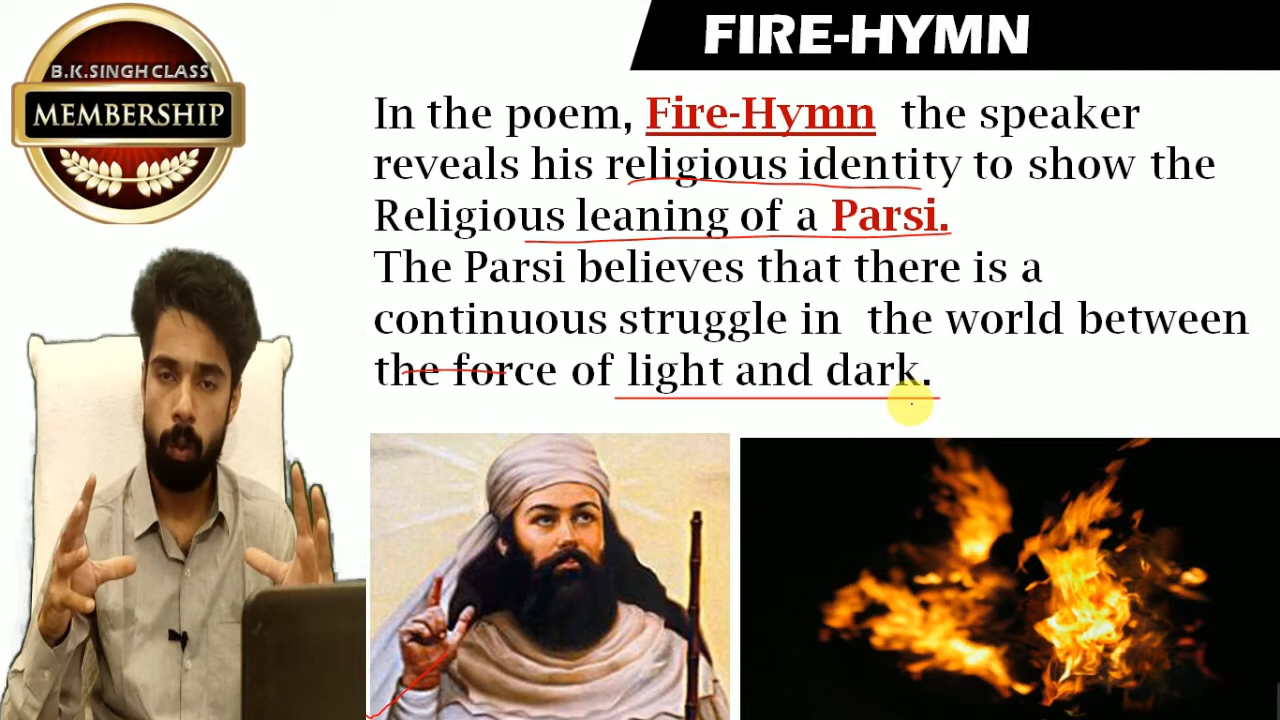 B.K.SINGH CLASS
MEMBERSHIP
FIRE-HYMN
In the poem, Fire-Hymn the speaker
reveals his religious identity to show the
Religious leaning of a Parsi.
The Parsi believes that there is a
continuous struggle in the world between
the force of light and dark.